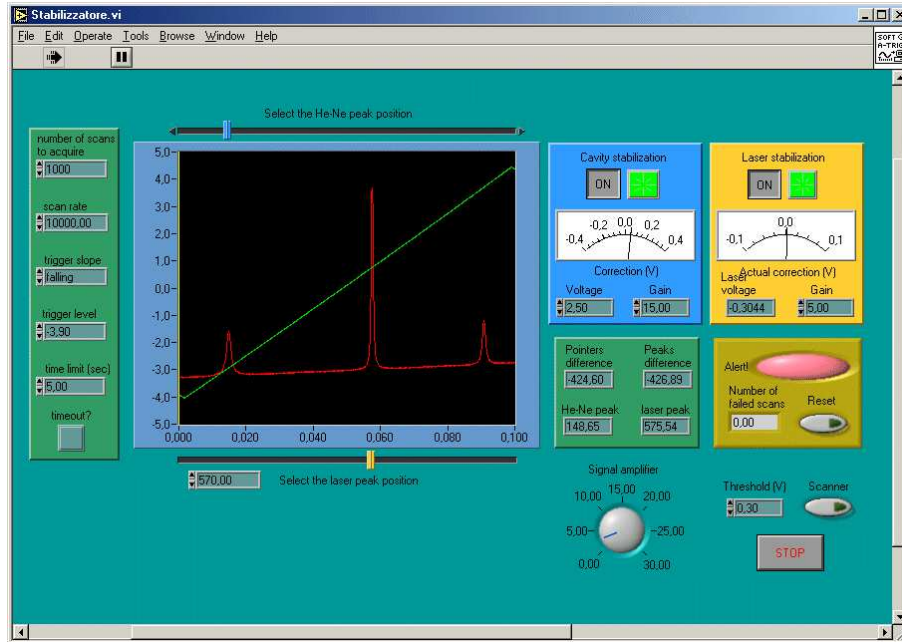 Stabilizzatore.vi
File Edit Operate Tools Browse Window Help
SOFT
A-TRIG
Select the He-Ne peak position
number of scans
to acquire
1000
scan rate
10000,00
trigger slope
falling
trigger level
-3,90
time limit (sec)
5,00
timeout?
5,0
4,0
3,0
2,0
1,0
0,0
-1,0
-2,0
-3,0
-4,0
-5,0
0,000 0,020 0,040 0,060 0,080 0,100
570,00 Select the laser peak position
Cavity stabilization
ON
-0,4 -0,2 0,0 0,2 0,4
Correction (V)
Voltage Gain
2,50 15,00
Laser stabilization
ON
-0,1 0,0 0,1
Actual correction (V)
Laser
voltage Gain
-0,3044 5,00
Pointers
difference
-424,60
Peaks
difference
-426,89
He-Ne peak
148,65
laser peak
575,54
Alert!
Number of
failed scans
0,00
Reset
Signal amplifier
0,00 5,00 10,00 15,00 20,00 25,00 30,00
Threshold (V)
0,30
Scanner
STOP